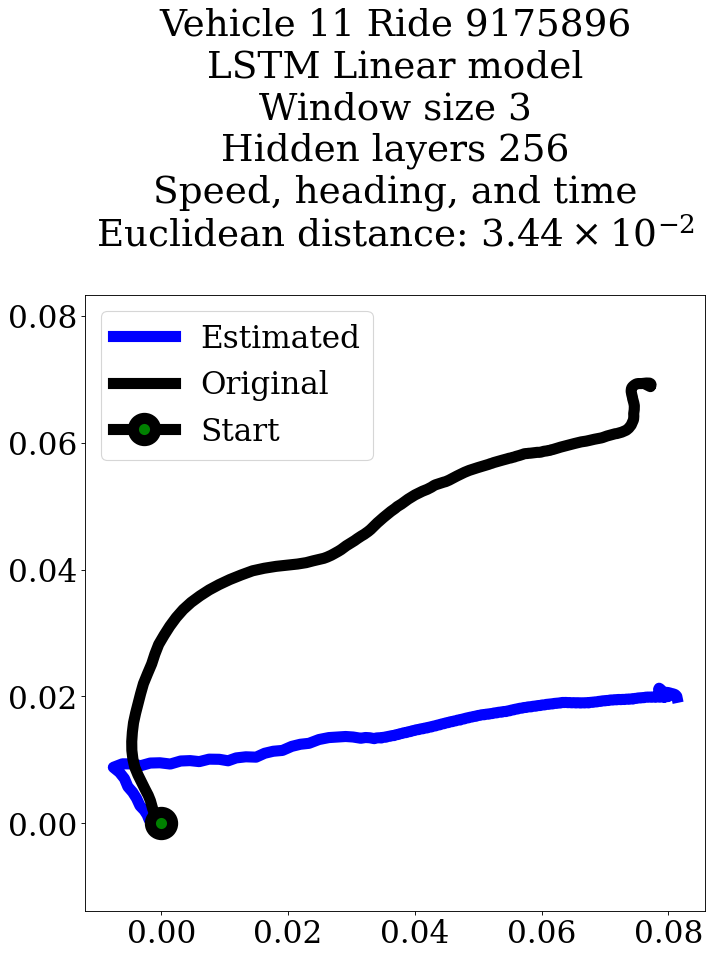 Vehicle 11 Ride 9175896
LSTM Linear model
Window size 3
Hidden layers 256
Speed, heading, and time
Euclidean distance: 3.44 × 10⁻²
Estimated
Original
Start
0.08
0.06
0.04
0.02
0.00
0.00 0.02 0.04 0.06 0.08